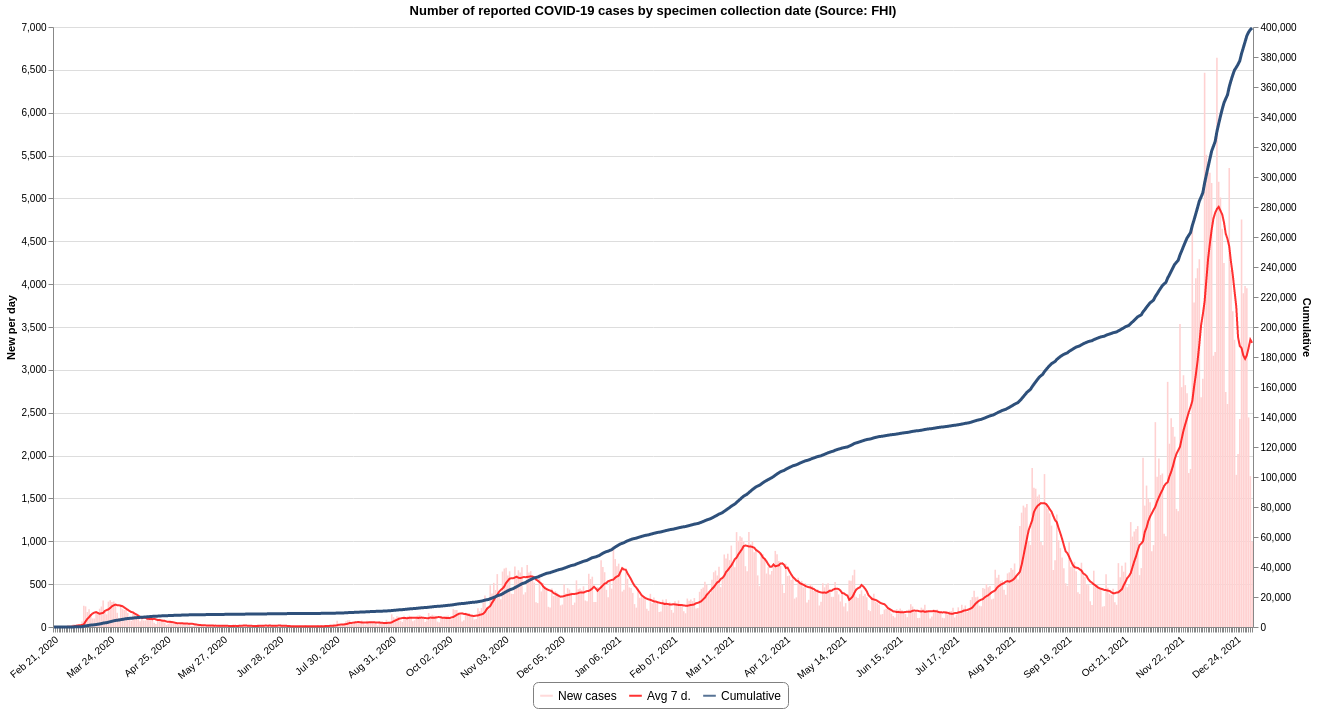 Number of reported COVID-19 cases by specimen collection date (Source: FHI)
New per day
7,000
6,500
6,000
5,500
5,000
4,500
4,000
3,500
3,000
2,500
2,000
1,500
1,000
500
0
400,000
380,000
360,000
340,000
320,000
300,000
280,000
260,000
240,000
220,000
200,000
180,000
160,000
140,000
120,000
100,000
80,000
60,000
40,000
20,000
0
Cumulative
Feb 21, 2020
Mar 24, 2020
Apr 25, 2020
May 27, 2020
Jun 28, 2020
Jul 30, 2020
Aug 31, 2020
Oct 02, 2020
Nov 03, 2020
Dec 05, 2020
Jan 06, 2021
Feb 07, 2021
Mar 11, 2021
Apr 12, 2021
May 14, 2021
Jun 15, 2021
Jul 17, 2021
Aug 18, 2021
Sep 19, 2021
Oct 21, 2021
Nov 22, 2021
Dec 24, 2021
New cases Avg 7 d. Cumulative